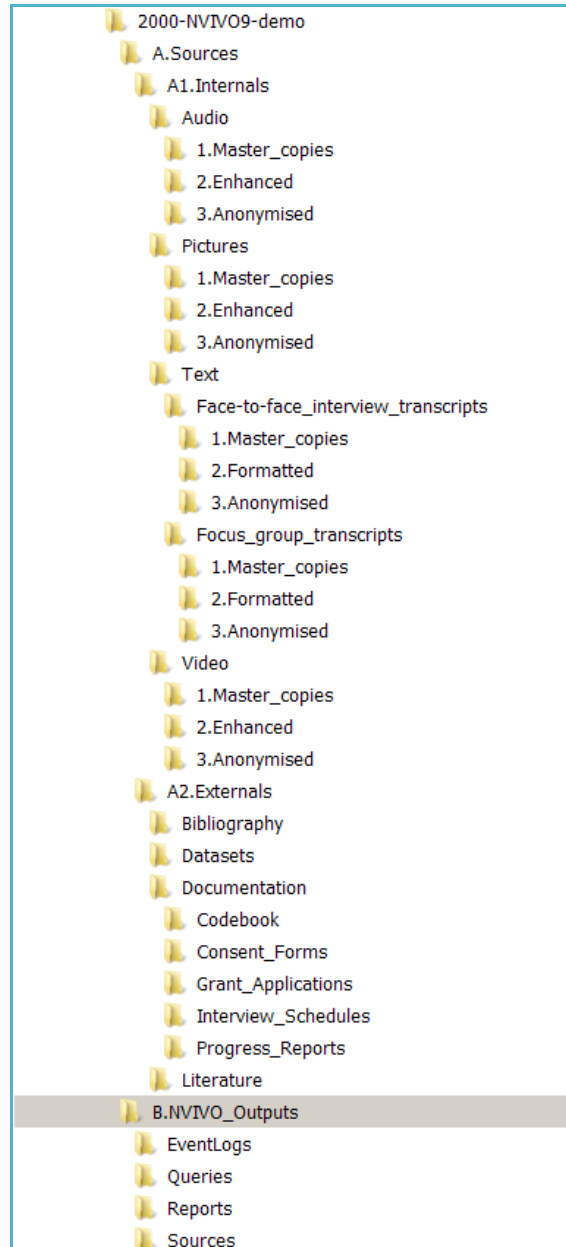 2000-NVIVO9-demo
A.Sources
A1.Internals
Audio
1.Master_copies
2.Enhanced
3.Anonymised
Pictures
1.Master_copies
2.Enhanced
3.Anonymised
Text
Face-to-face_interview_transcripts
1.Master_copies
2.Formatted
3.Anonymised
Focus_group_transcripts
1.Master_copies
2.Formatted
3.Anonymised
Video
1.Master_copies
2.Enhanced
3.Anonymised
A2.Externals
Bibliography
Datasets
Documentation
Codebook
Consent_Forms
Grant_Applications
Interview_Schedules
Progress_Reports
Literature
B.NVIVO_Outputs
EventLogs
Queries
Reports
Sources